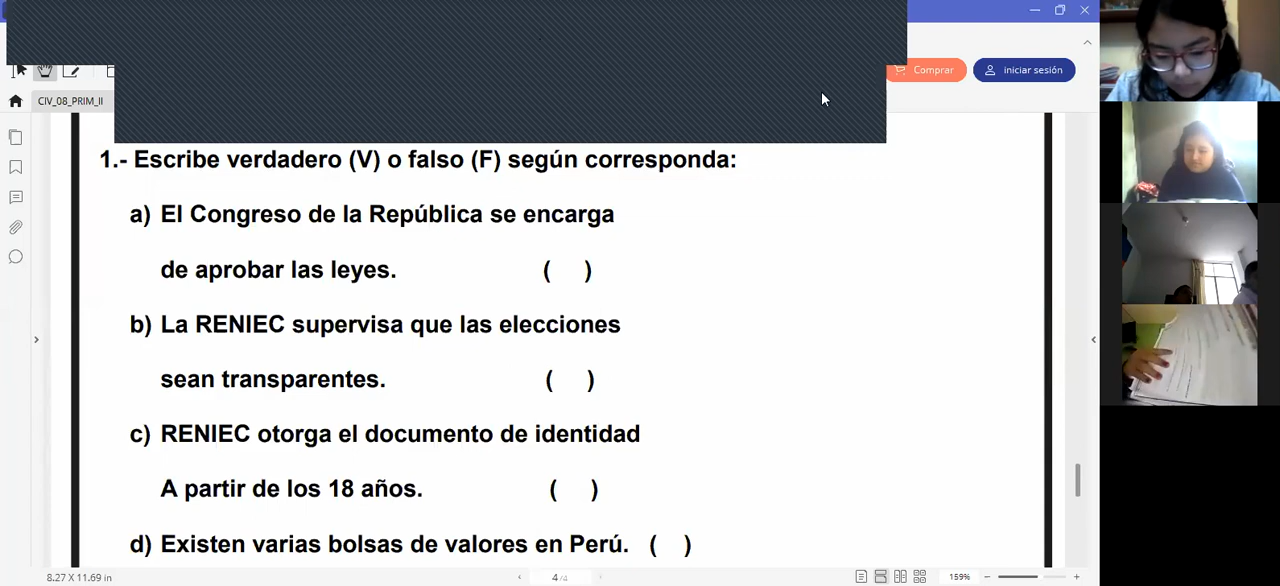 Comprar
iniciar sesión
CIV_08_PRIM_II
1.- Escribe verdadero (V) o falso (F) según corresponda:
a) El Congreso de la República se encarga
de aprobar las leyes. ( )
b) La RENIEC supervisa que las elecciones
sean transparentes. ( )
c) RENIEC otorga el documento de identidad
A partir de los 18 años. ( )
d) Existen varias bolsas de valores en Perú. ( )
8.27 X 11.69 in
4 /4
159%